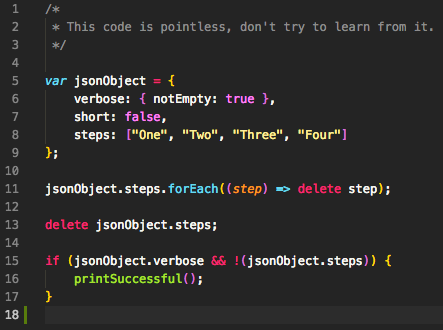 1 /*
2  * This code is pointless, don't try to learn from it.
3  */
4
5 var jsonObject = {
6     verbose: { notEmpty: true },
7     short: false,
8     steps: ["One", "Two", "Three", "Four"]
9 };
10
11 jsonObject.steps.forEach((step) => delete step);
12
13 delete jsonObject.steps;
14
15 if (jsonObject.verbose && !(jsonObject.steps)) {
16     printSuccessful();
17 }
18